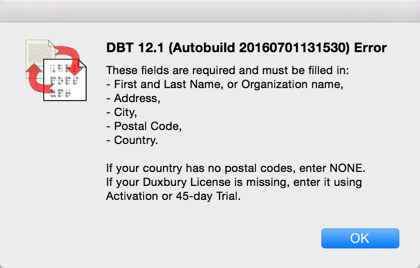 DBT 12.1 (Autobuild 20160701131530) Error
These fields are required and must be filled in:
- First and Last Name, or Organization name,
- Address,
- City,
- Postal Code,
- Country.
If your country has no postal codes, enter NONE.
If your Duxbury License is missing, enter it using
Activation or 45-day Trial.
OK